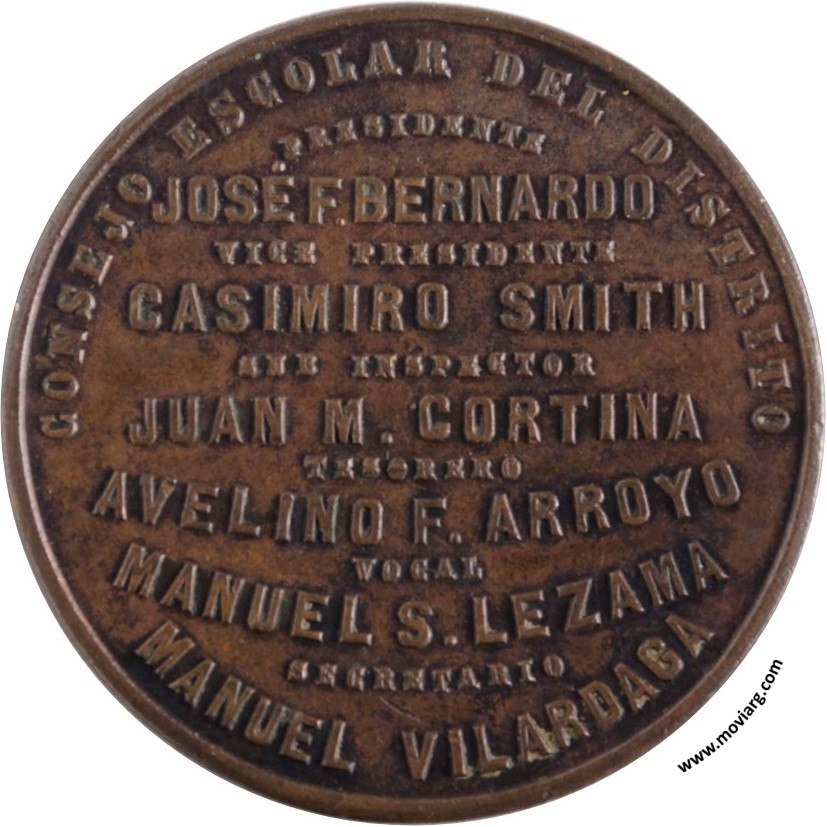 CONSEJO ESCOLAR DEL DISTRITO
PRESIDENTE
JOSÉ F. BERNARDO
VICE PRESIDENTE
CASIMIRO SMITH
SUB INSPECTOR
JUAN M. CORTINA
TESORERO
AVELINO F. ARROYO
VOCAL
MANUEL S. LEZAMA
SECRETARIO
MANUEL VILARDAGA
www.moviarg.com